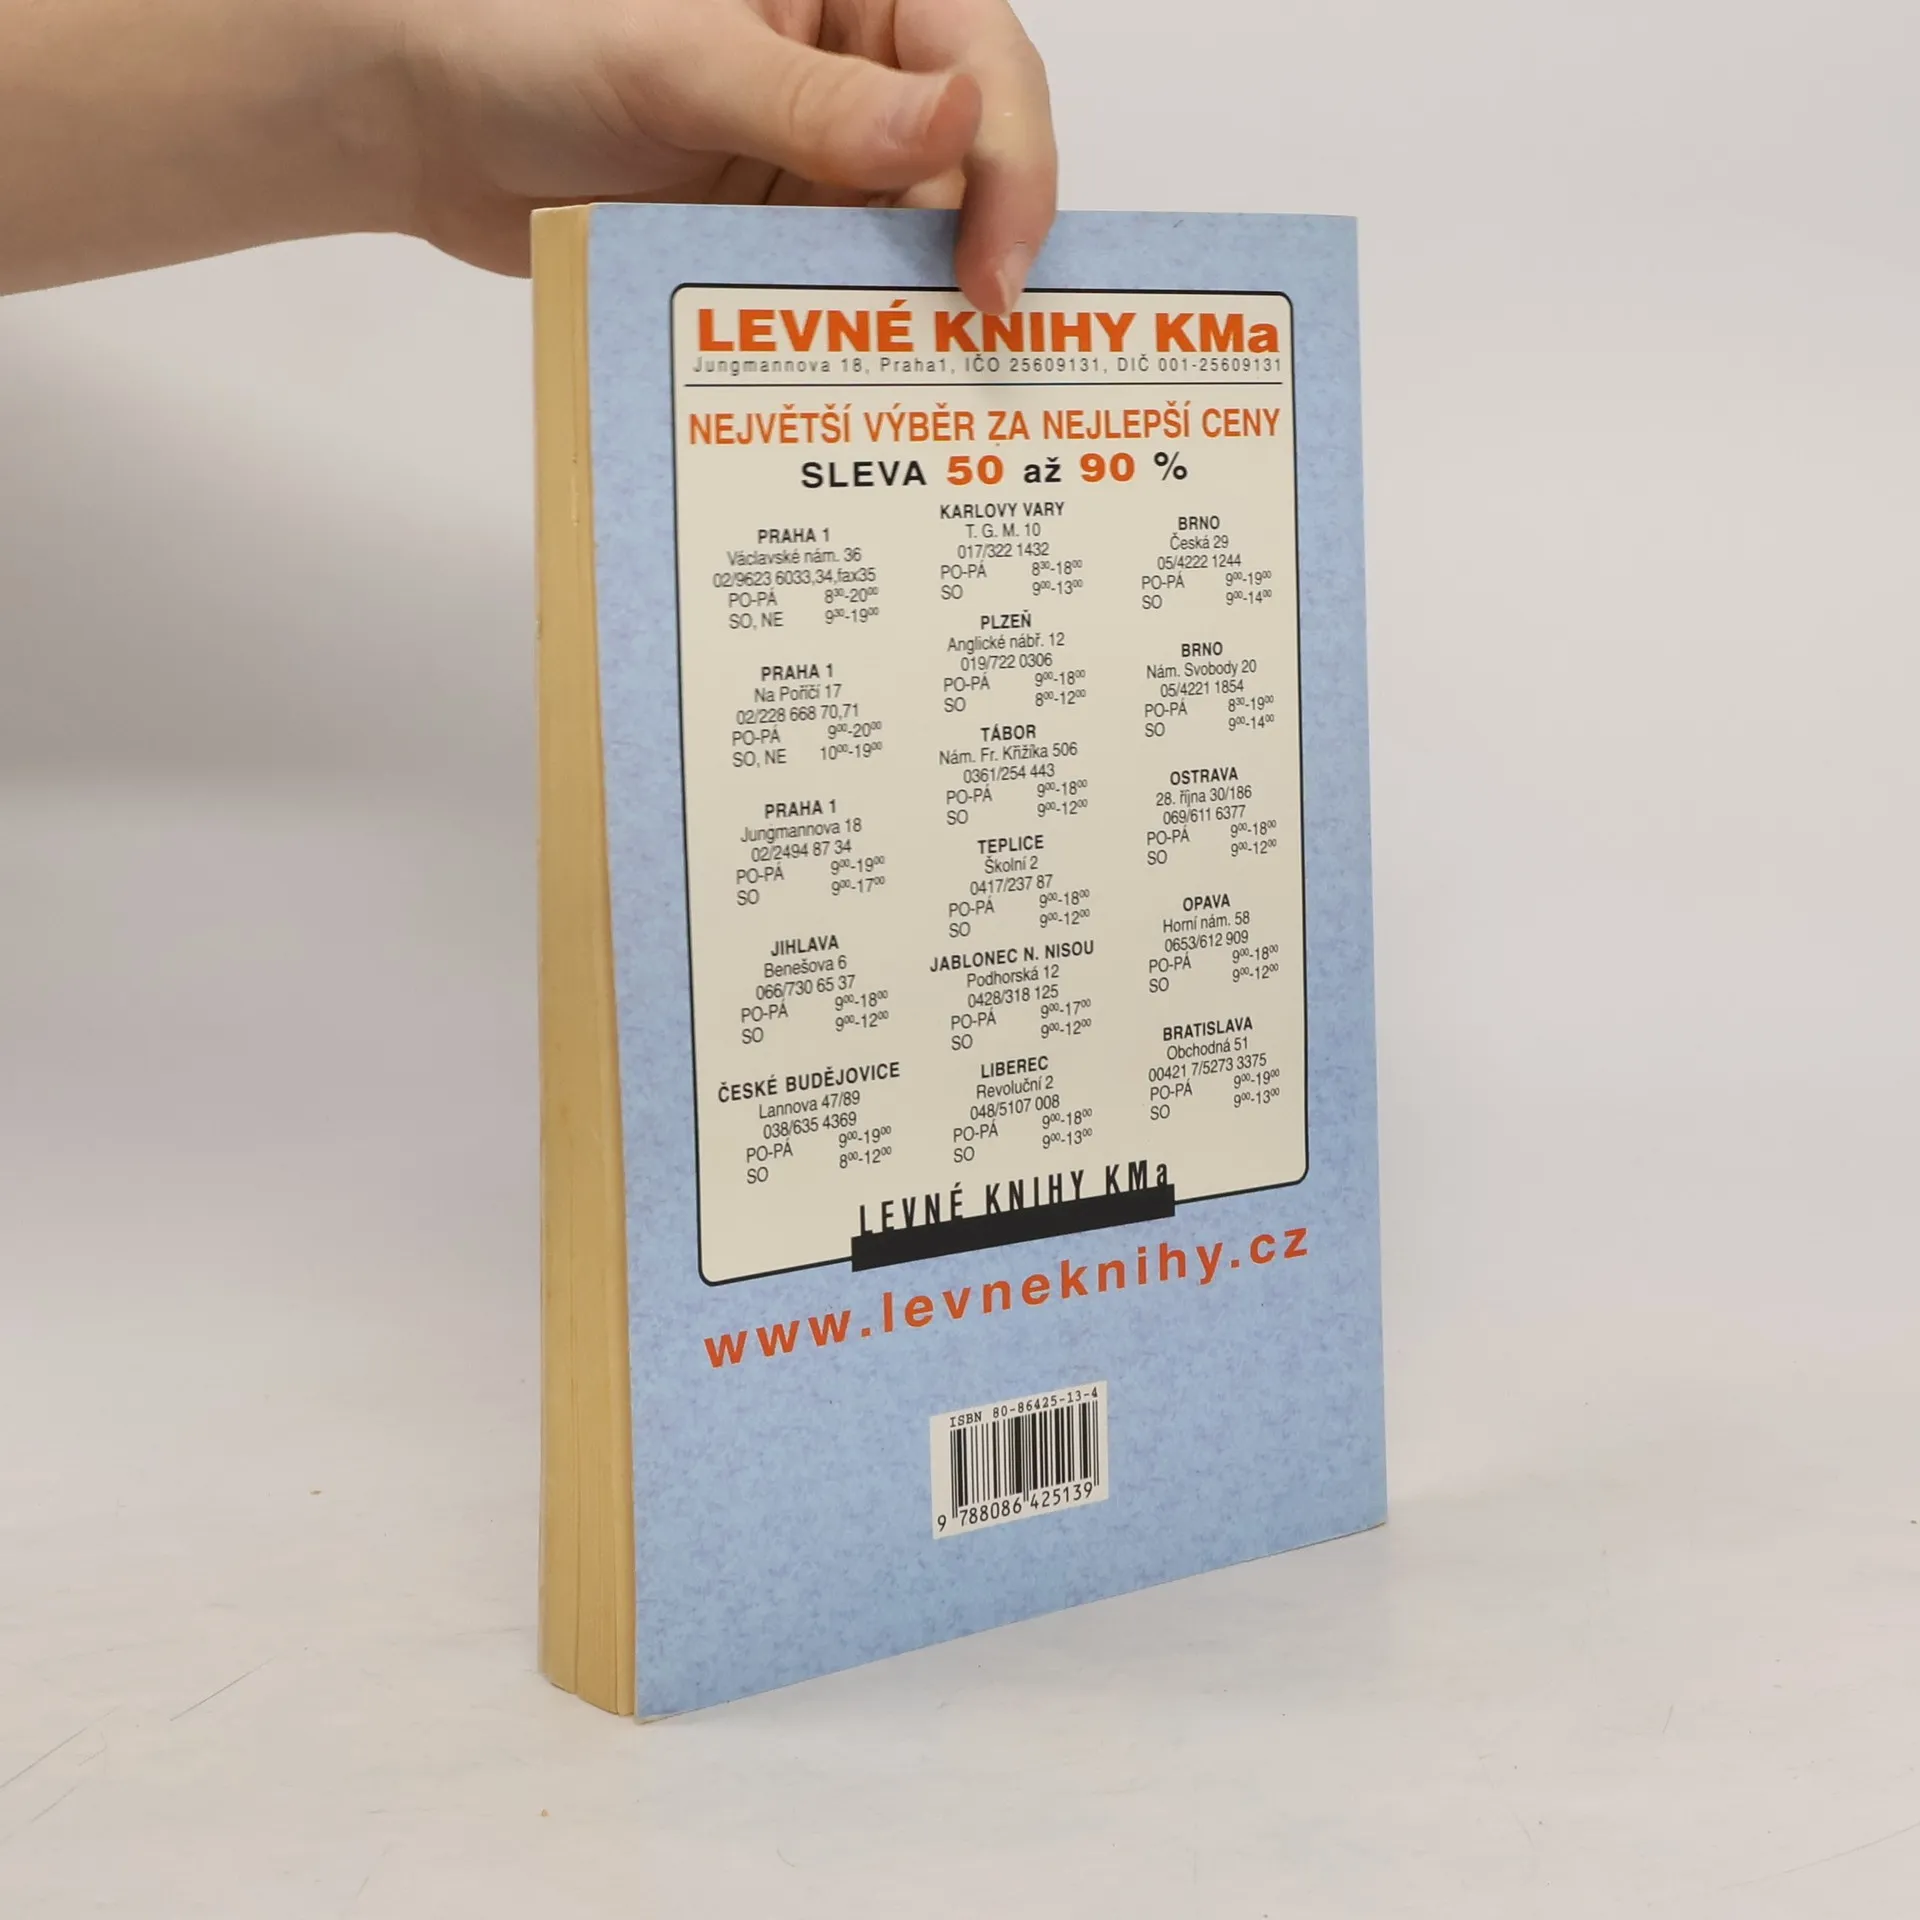 LEVNÉ KNIHY KMa
Jungmannova 18, Praha1, IČO 25609131, DIČ 001-25609131
NEJVĚTŠÍ VÝBĚR ZA NEJLEPŠÍ CENY
SLEVA 50 až 90 %
PRAHA 1
Václavské nám. 36
02/9623 6033,34,fax35
PO-PÁ 8³⁰-20⁰⁰
SO, NE 9³⁰-19⁰⁰
PRAHA 1
Na Poříčí 17
02/228 668 70,71
PO-PÁ 9⁰⁰-20⁰⁰
SO, NE 10⁰⁰-19⁰⁰
PRAHA 1
Jungmannova 18
02/2494 87 34
PO-PÁ 9⁰⁰-19⁰⁰
SO 9⁰⁰-17⁰⁰
JIHLAVA
Benešova 6
066/730 65 37
PO-PÁ 9⁰⁰-18⁰⁰
SO 9⁰⁰-12⁰⁰
ČESKÉ BUDĚJOVICE
Lannova 47/89
038/635 4369
PO-PÁ 9⁰⁰-19⁰⁰
SO 8⁰⁰-12⁰⁰
KARLOVY VARY
T. G. M. 10
017/322 1432
PO-PÁ 8³⁰-18⁰⁰
SO 9⁰⁰-13⁰⁰
PLZEŇ
Anglické nábř. 12
019/722 0306
PO-PÁ 9⁰⁰-18⁰⁰
SO 8⁰⁰-12⁰⁰
TÁBOR
Nám. Fr. Křižíka 506
0361/254 443
PO-PÁ 9⁰⁰-18⁰⁰
SO 9⁰⁰-12⁰⁰
TEPLICE
Školní 2
0417/237 87
PO-PÁ 9⁰⁰-18⁰⁰
SO 9⁰⁰-12⁰⁰
JABLONEC N. NISOU
Podhorská 12
0428/318 125
PO-PÁ 9⁰⁰-17⁰⁰
SO 9⁰⁰-12⁰⁰
LIBEREC
Revoluční 2
048/5107 008
PO-PÁ 9⁰⁰-18⁰⁰
SO 9⁰⁰-13⁰⁰
BRNO
Česká 29
05/4222 1244
PO-PÁ 9⁰⁰-19⁰⁰
SO 9⁰⁰-14⁰⁰
BRNO
Nám. Svobody 20
05/4221 1854
PO-PÁ 8³⁰-19⁰⁰
SO 9⁰⁰-14⁰⁰
OSTRAVA
28. října 30/186
069/611 6377
PO-PÁ 9⁰⁰-18⁰⁰
SO 9⁰⁰-12⁰⁰
OPAVA
Horní nám. 58
0653/612 909
PO-PÁ 9⁰⁰-18⁰⁰
SO 9⁰⁰-12⁰⁰
BRATISLAVA
Obchodná 51
00421 7/5273 3375
PO-PÁ 9⁰⁰-19⁰⁰
SO 9⁰⁰-13⁰⁰
LEVNÉ KNIHY KMa
www.levneknihy.cz
ISBN 80-86425-13-4
9 788086 425139